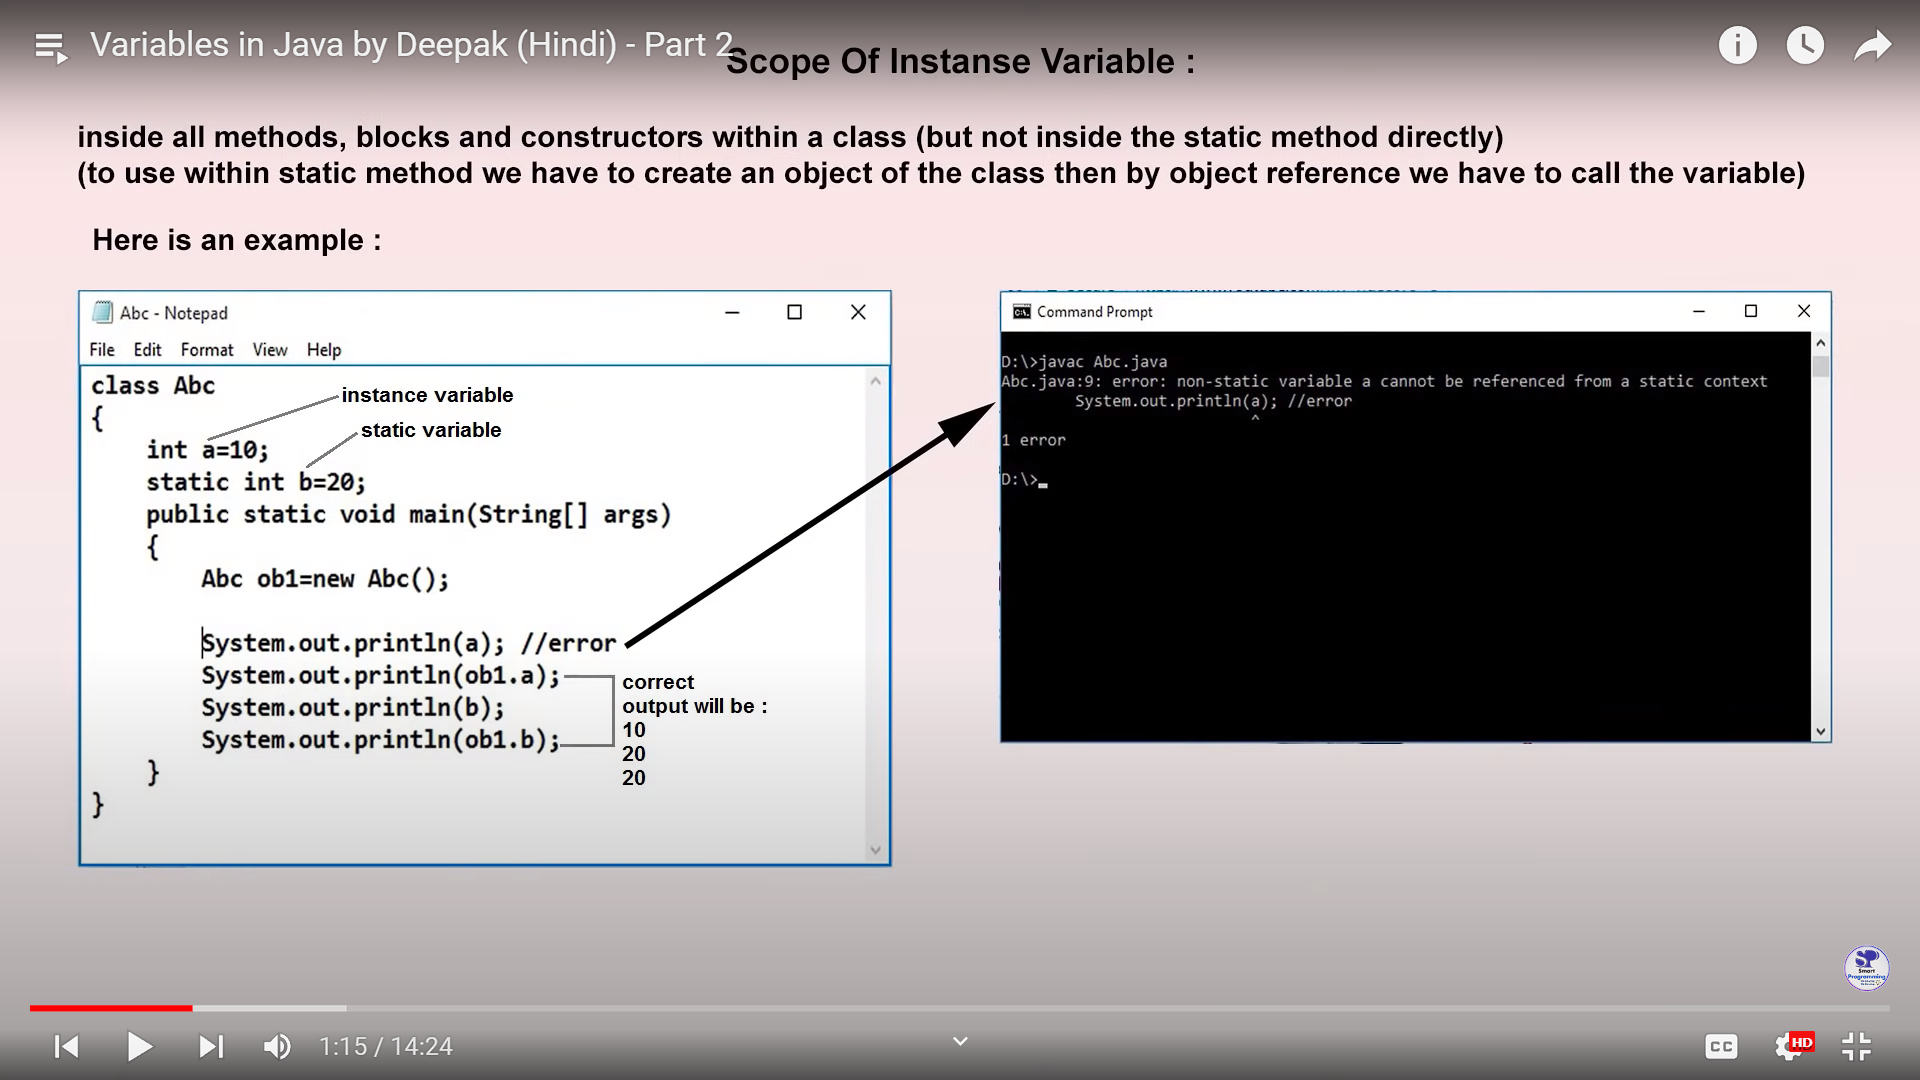 Variables in Java by Deepak (Hindi) - Part 2
Scope Of Instanse Variable :
inside all methods, blocks and constructors within a class (but not inside the static method directly)
(to use within static method we have to create an object of the class then by object reference we have to call the variable)
Here is an example :
Abc - Notepad
File Edit Format View Help
class Abc
{
int a=10;
static int b=20;
public static void main(String[] args)
{
Abc ob1=new Abc();
System.out.println(a); //error
System.out.println(ob1.a);
System.out.println(b);
System.out.println(ob1.b);
}
}
instance variable
static variable
correct
output will be :
10
20
20
Command Prompt
D:\>javac Abc.java
Abc.java:9: error: non-static variable a cannot be referenced from a static context
System.out.println(a); //error
^
1 error
D:\>_
SP
Smart
Programming
1:15 / 14:24
CC
HD